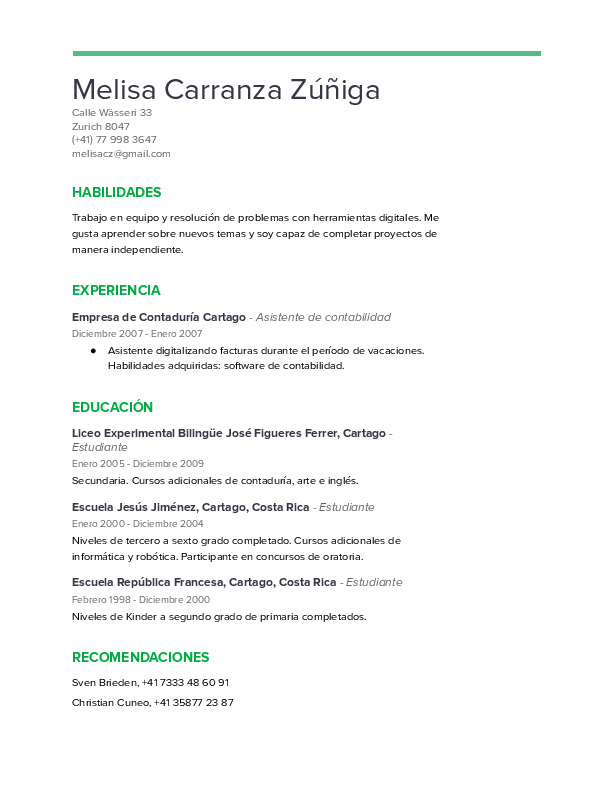 Melisa Carranza Zúñiga
Calle Wässeri 33
Zurich 8047
(+41) 77 998 3647
melisacz@gmail.com
HABILIDADES
Trabajo en equipo y resolución de problemas con herramientas digitales. Me
gusta aprender sobre nuevos temas y soy capaz de completar proyectos de
manera independiente.
EXPERIENCIA
Empresa de Contaduría Cartago - Asistente de contabilidad
Diciembre 2007 - Enero 2007
● Asistente digitalizando facturas durante el período de vacaciones.
Habilidades adquiridas: software de contabilidad.
EDUCACIÓN
Liceo Experimental Bilingüe José Figueres Ferrer, Cartago -
Estudiante
Enero 2005 - Diciembre 2009
Secundaria. Cursos adicionales de contaduría, arte e inglés.
Escuela Jesús Jiménez, Cartago, Costa Rica - Estudiante
Enero 2000 - Diciembre 2004
Niveles de tercero a sexto grado completado. Cursos adicionales de
informática y robótica. Participante en concursos de oratoria.
Escuela República Francesa, Cartago, Costa Rica - Estudiante
Febrero 1998 - Diciembre 2000
Niveles de Kinder a segundo grado de primaria completados.
RECOMENDACIONES
Sven Brieden, +41 7333 48 60 91
Christian Cuneo, +41 35877 23 87